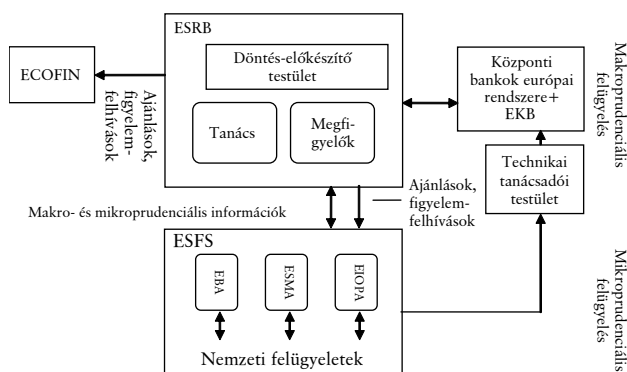 ESRB
Döntés-előkészítő
testület
ECOFIN
Ajánlások,
figyelem-
felhívások
Tanács
Megfi-
gyelők
Központi
bankok európai
rendszere+
EKB
Makroprudenciális
felügyelés
Technikai
tanácsadói
testület
Makro- és mikroprudenciális információk
Ajánlások,
figyelem-
felhívások
ESFS
EBA
ESMA
EIOPA
Nemzeti felügyeletek
Mikroprudenciális
felügyelés